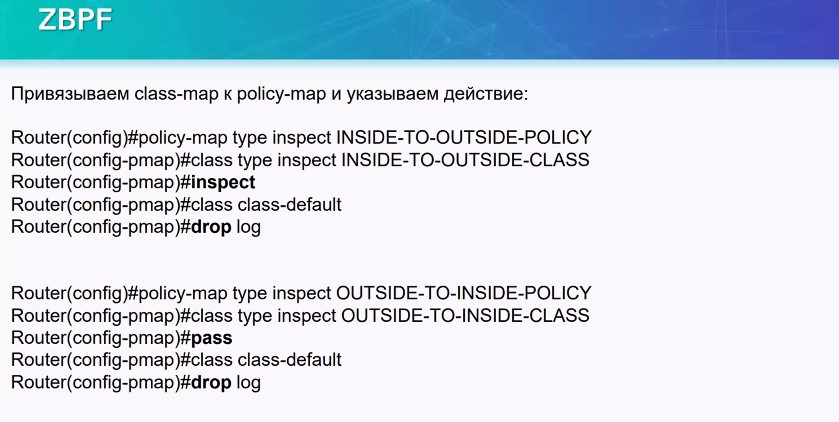 ZBPF
Привязываем class-map к policy-map и указываем действие:
Router(config)#policy-map type inspect INSIDE-TO-OUTSIDE-POLICY
Router(config-pmap)#class type inspect INSIDE-TO-OUTSIDE-CLASS
Router(config-pmap)#inspect
Router(config-pmap)#class class-default
Router(config-pmap)#drop log
Router(config)#policy-map type inspect OUTSIDE-TO-INSIDE-POLICY
Router(config-pmap)#class type inspect OUTSIDE-TO-INSIDE-CLASS
Router(config-pmap)#pass
Router(config-pmap)#class class-default
Router(config-pmap)#drop log